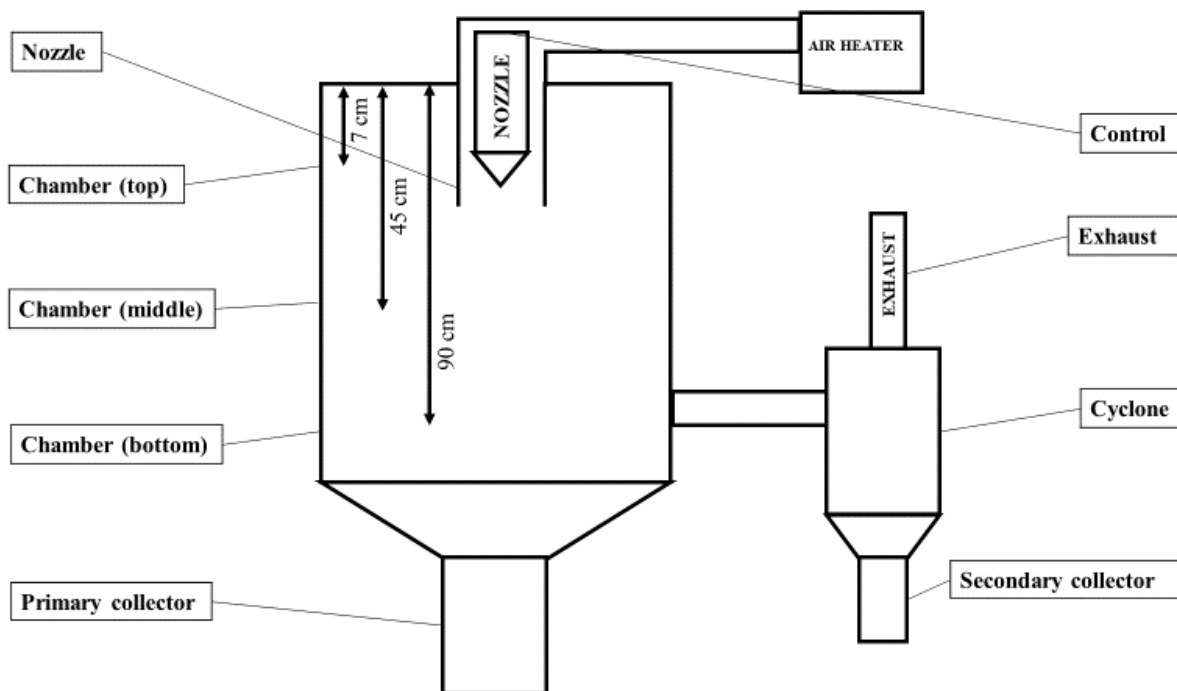 Nozzle
NOZZLE
AIR HEATER
Control
7 cm
Chamber (top)
45 cm
Exhaust
EXHAUST
Chamber (middle)
90 cm
Cyclone
Chamber (bottom)
Secondary collector
Primary collector